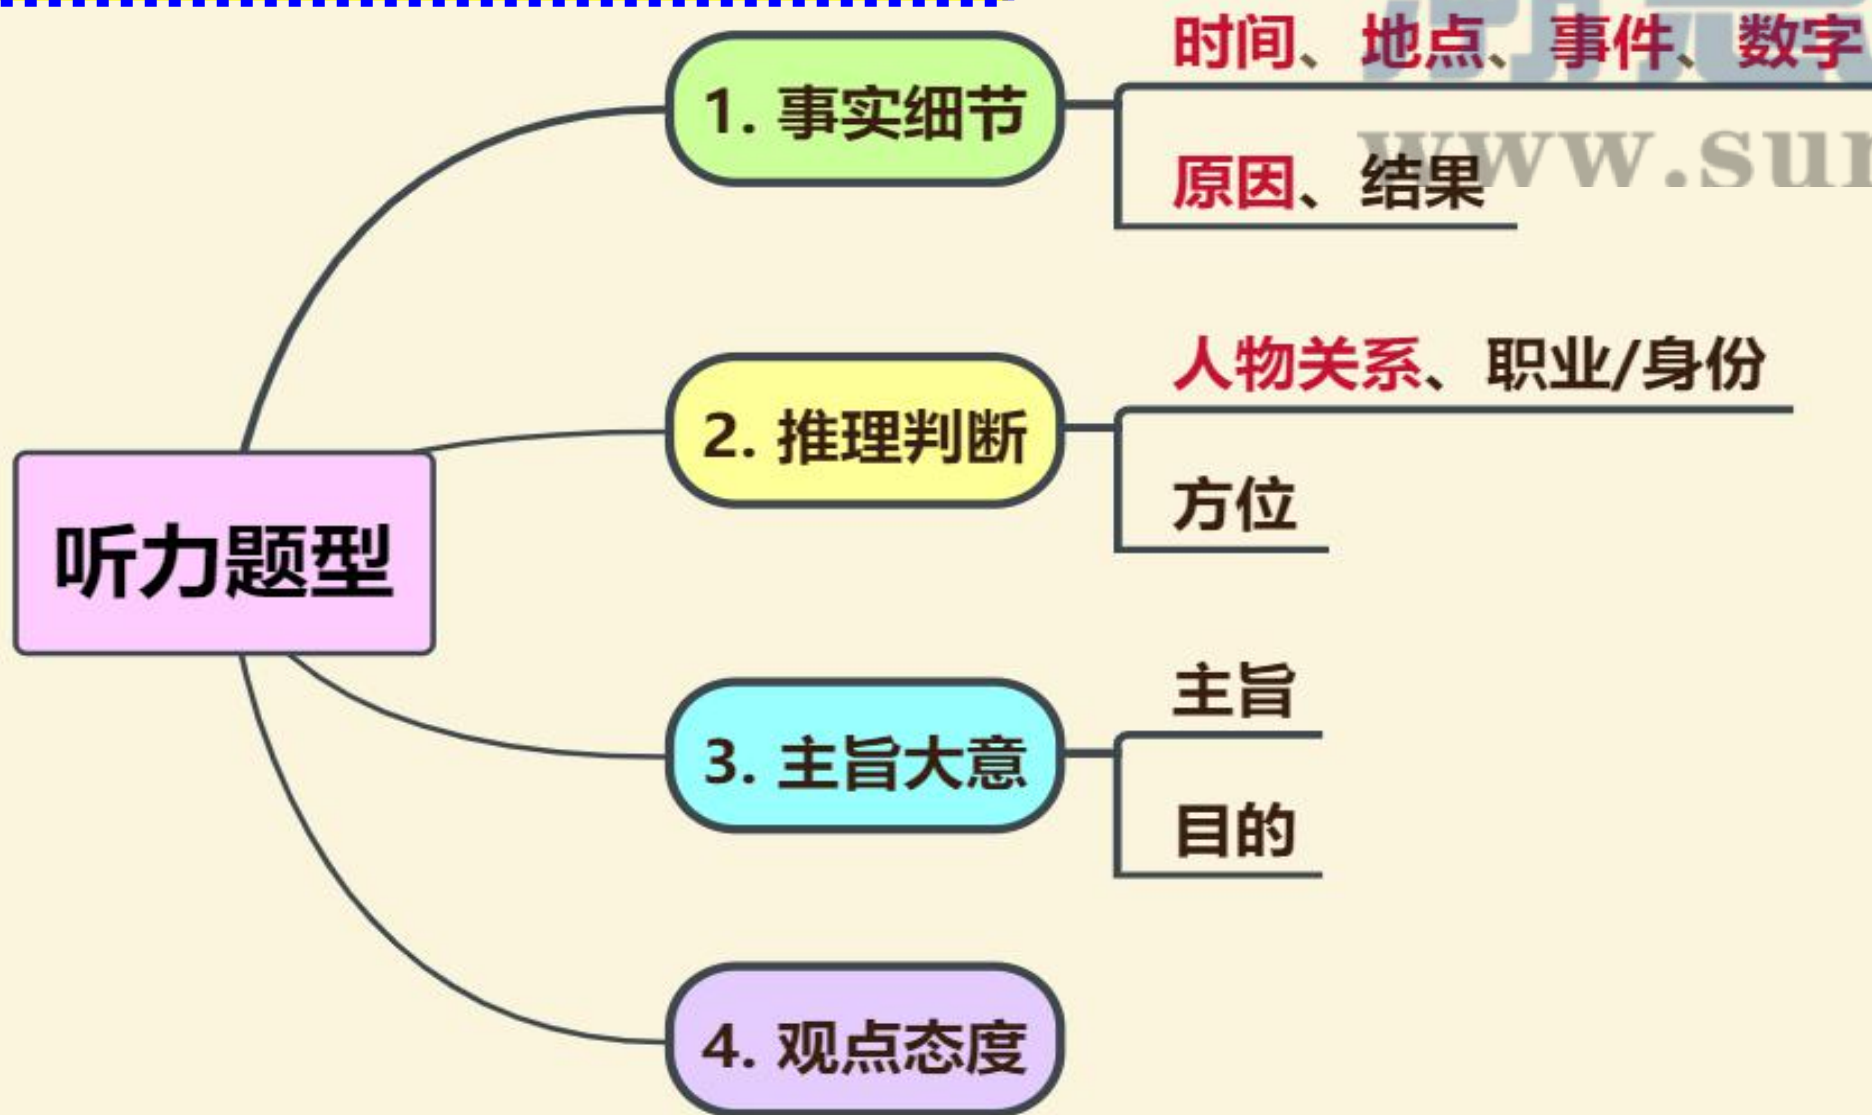 时间、地点、事件、数字
1. 事实细节
原因、结果
人物关系、职业/身份
2. 推理判断
方位
听力题型
主旨
3. 主旨大意
目的
4. 观点态度